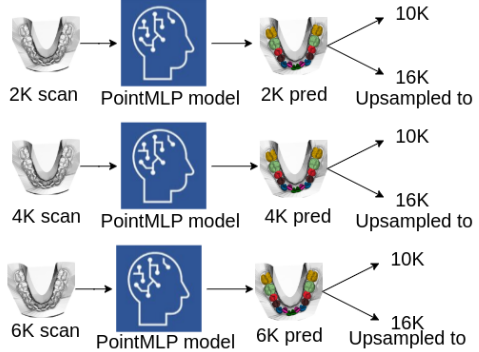 10K
16K
2K scan
PointMLP model
2K pred
Upsampled to
10K
16K
4K scan
PointMLP model
4K pred
Upsampled to
10K
16K
6K scan
PointMLP model
6K pred
Upsampled to